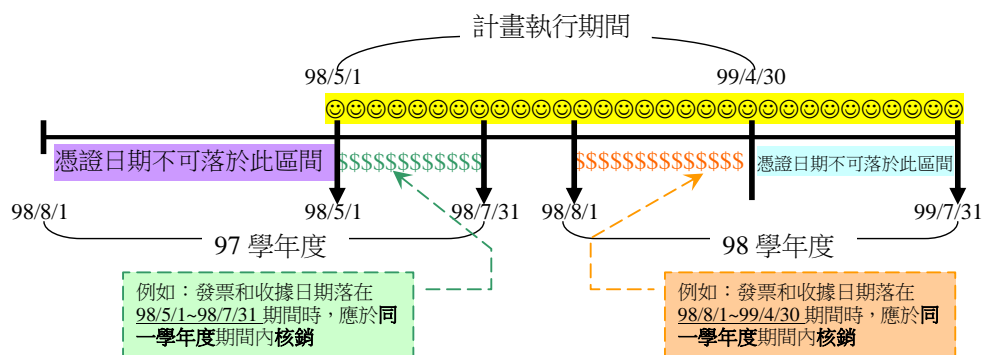 計畫執行期間
98/5/1 99/4/30
☺☺☺☺☺☺☺☺☺☺☺☺☺☺☺☺☺☺☺☺☺☺☺☺☺☺☺☺☺☺☺
憑證日期不可落於此區間 $$$$$$$$$$$$ $$$$$$$$$$$$$$ 憑證日期不可落於此區間
98/8/1 98/5/1 98/7/31 98/8/1 99/7/31
97 學年度 98 學年度
例如：發票和收據日期落在
98/5/1~98/7/31 期間時，應於同
一學年度期間內核銷
例如：發票和收據日期落在
98/8/1~99/4/30 期間時，應於同
一學年度期間內核銷